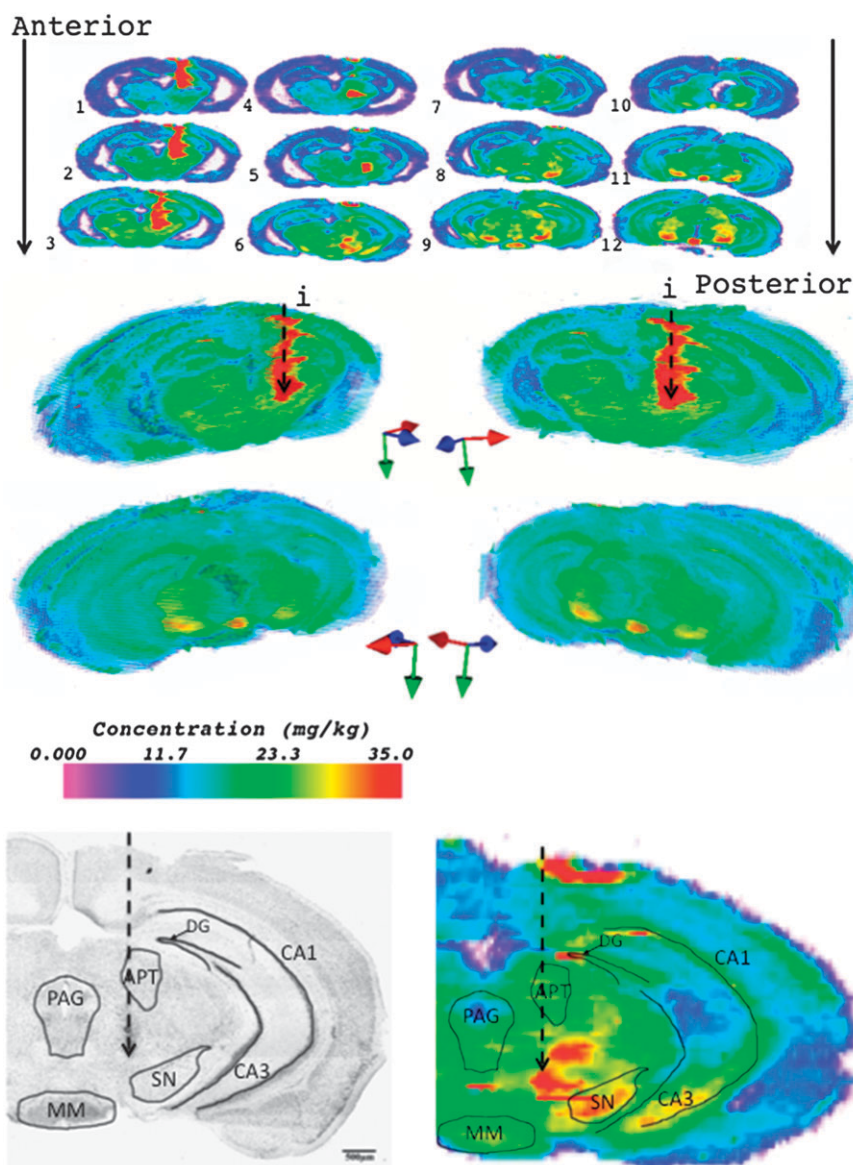 Anterior
1 4 7 10
2 5 8 11
3 6 9 12
i i Posterior
Concentration (mg/kg)
0.000 11.7 23.3 35.0
DG DG
CA1 CA1
APT APT
PAG PAG
SN CA3 SN CA3
MM MM
500µm